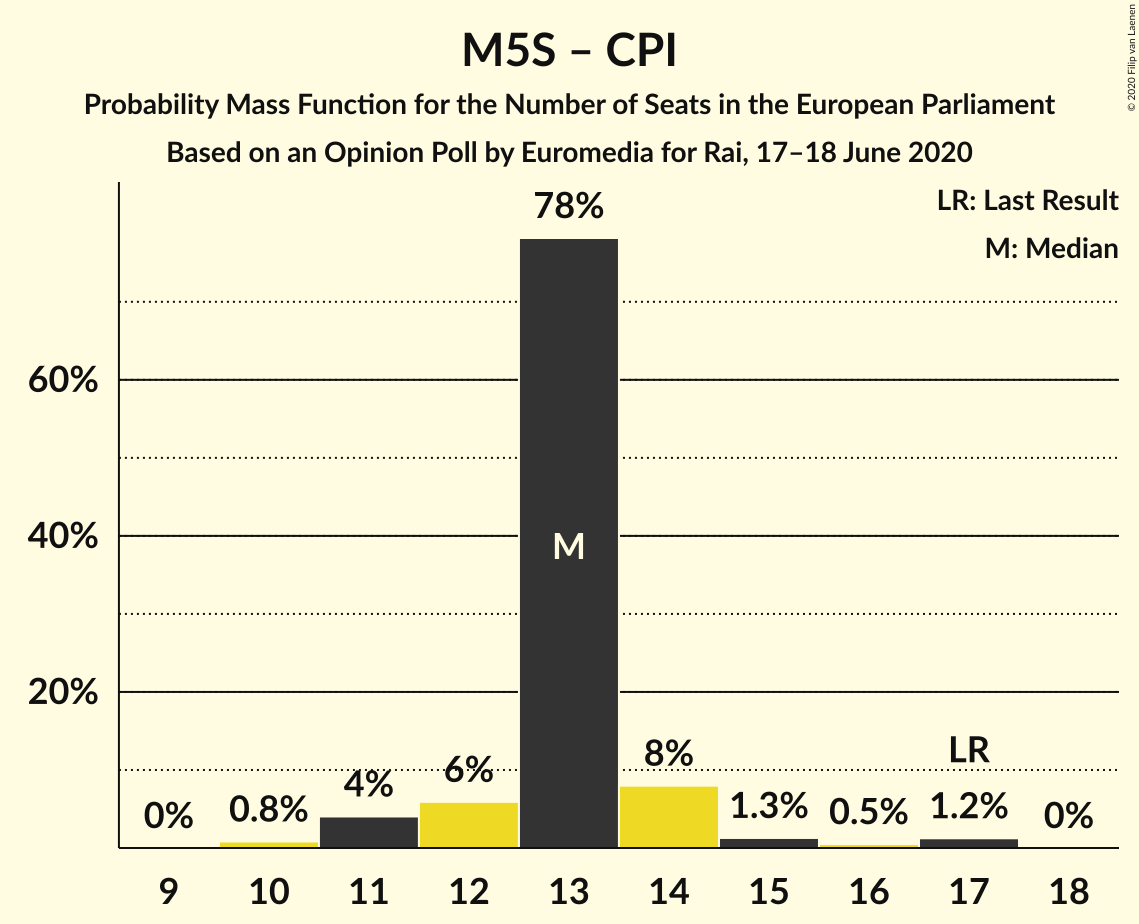 M5S – CPI
Probability Mass Function for the Number of Seats in the European Parliament
Based on an Opinion Poll by Euromedia for Rai, 17–18 June 2020
© 2020 Filip van Laenen
LR: Last Result
M: Median
78%
60%
40%
20%
M
LR
0%
0.8%
4%
6%
8%
1.3%
0.5%
1.2%
0%
9 10 11 12 13 14 15 16 17 18